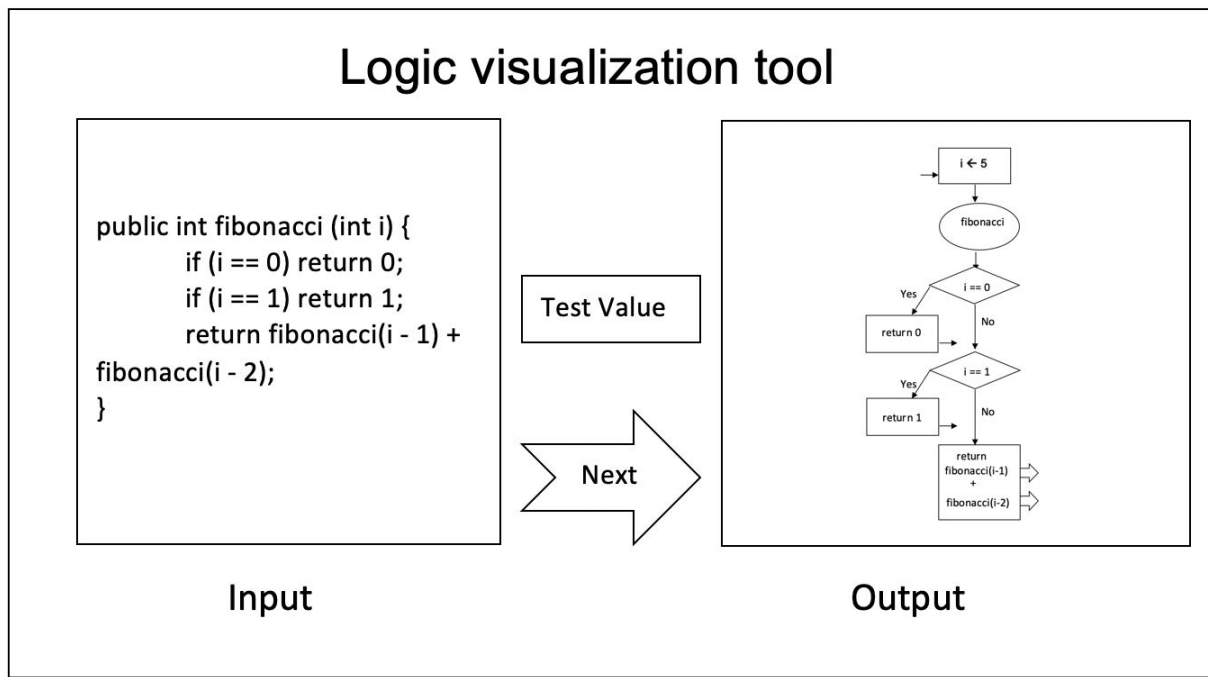 Logic visualization tool
public int fibonacci (int i) {
if (i == 0) return 0;
if (i == 1) return 1;
return fibonacci(i - 1) +
fibonacci(i - 2);
}
Input
Test Value
Next
i ← 5
fibonacci
i == 0
Yes
No
return 0
i == 1
Yes
No
return 1
return
fibonacci(i-1)
+
fibonacci(i-2)
Output